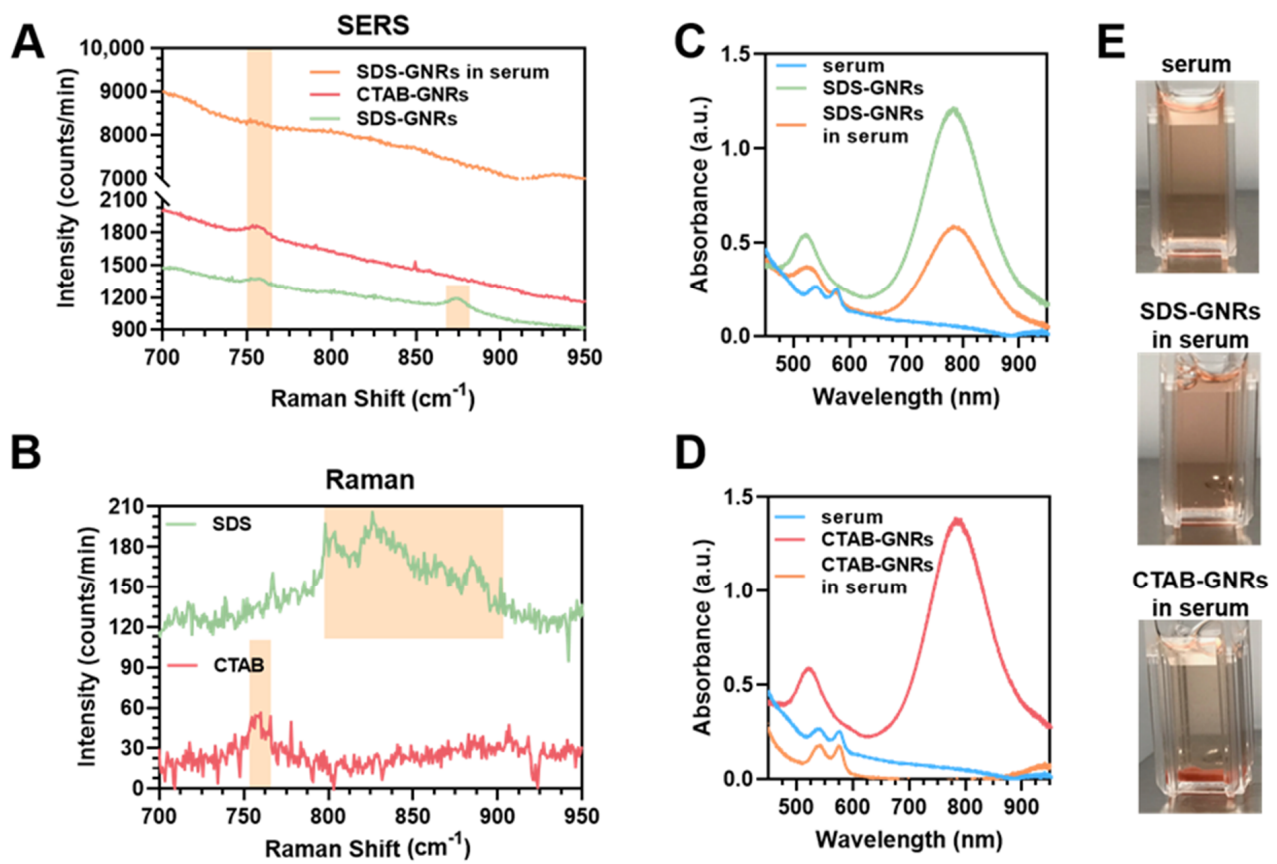 A
SERS
Intensity (counts/min)
10,000
9000
8000
7000
2100
1800
1500
1200
900
SDS-GNRs in serum
CTAB-GNRs
SDS-GNRs
700
750
800
850
900
950
Raman Shift (cm-1)
B
Raman
Intensity (counts/min)
210
180
150
120
90
60
30
0
SDS
CTAB
700
750
800
850
900
950
Raman Shift (cm-1)
C
Absorbance (a.u.)
1.5
1.0
0.5
0.0
serum
SDS-GNRs
SDS-GNRs
in serum
500
600
700
800
900
Wavelength (nm)
D
Absorbance (a.u.)
1.5
1.0
0.5
0.0
serum
CTAB-GNRs
CTAB-GNRs
in serum
500
600
700
800
900
Wavelength (nm)
E
serum
SDS-GNRs
in serum
CTAB-GNRs
in serum